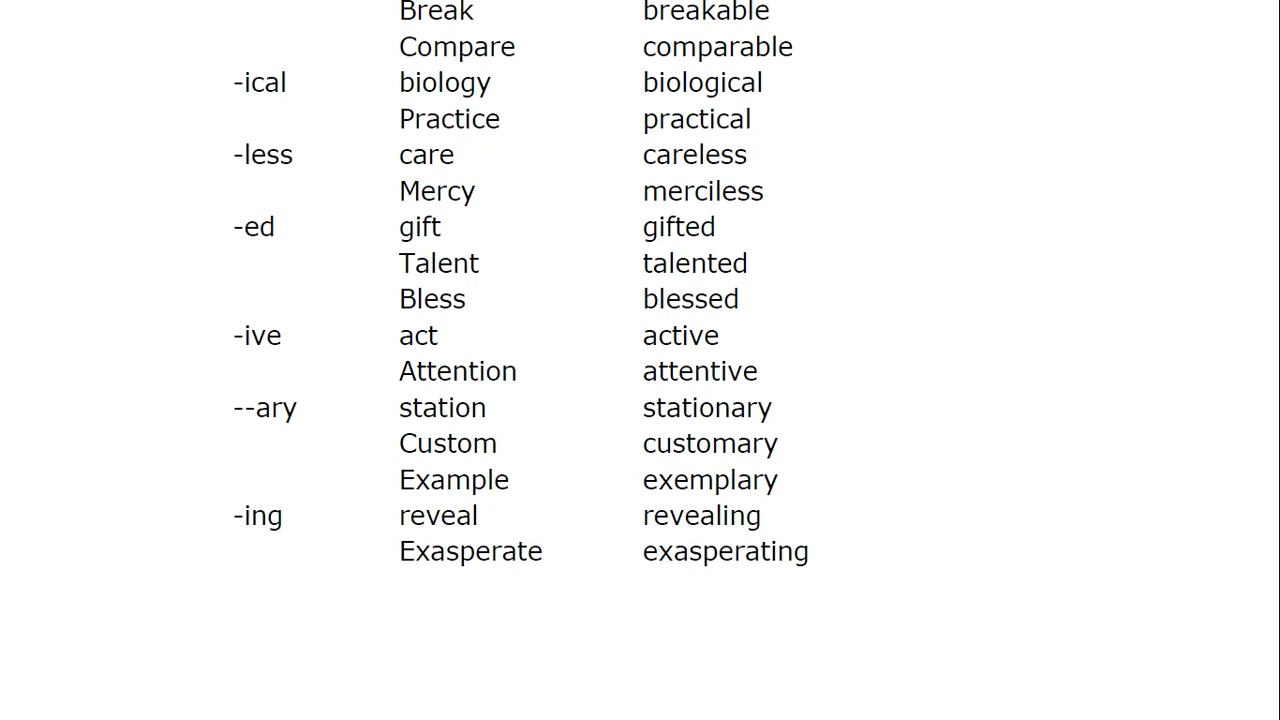 Break breakable
Compare comparable
-ical biology biological
Practice practical
-less care careless
Mercy merciless
-ed gift gifted
Talent talented
Bless blessed
-ive act active
Attention attentive
--ary station stationary
Custom customary
Example exemplary
-ing reveal revealing
Exasperate exasperating